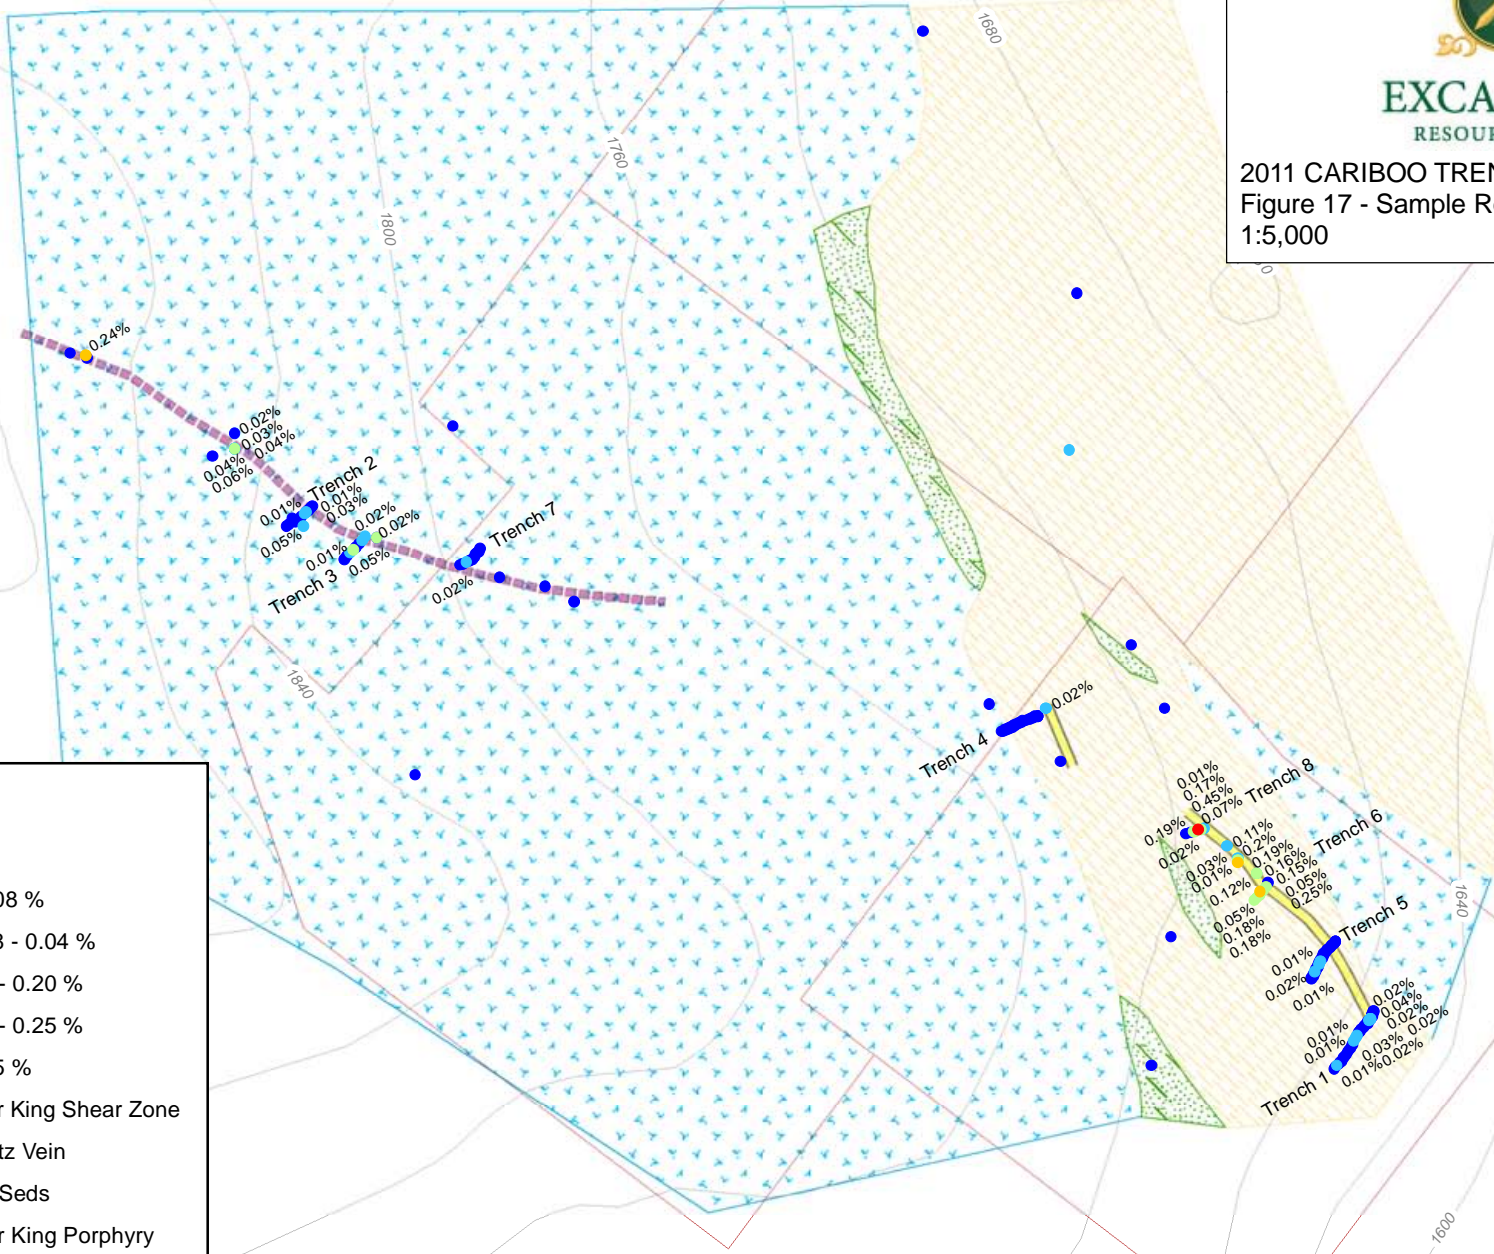 1680
EXCA
RESOUR
2011 CARIBOO TREN
Figure 17 - Sample R
1:5,000
1760
1800
0.24%
0.02%
0.03%
0.04%
0.04%
0.06%
Trench 2
0.01%
0.01%
0.03%
0.05%
0.02%
0.02%
0.01%
0.05%
Trench 3
Trench 7
0.02%
1840
0.02%
Trench 4
0.01%
0.17%
0.45%
0.07%
Trench 8
0.19%
0.02%
0.11%
0.2%
0.19%
0.16%
0.15%
0.05%
0.25%
Trench 6
0.03%
0.01%
0.12%
0.05%
0.18%
0.18%
1640
Trench 5
0.01%
0.02%
0.01%
0.02%
0.04%
0.02%
0.02%
0.01%
0.01%
0.03%
0.02%
0.01%
Trench 1
1600
08 %
- 0.04 %
- 0.20 %
- 0.25 %
5 %
r King Shear Zone
tz Vein
Seds
r King Porphyry